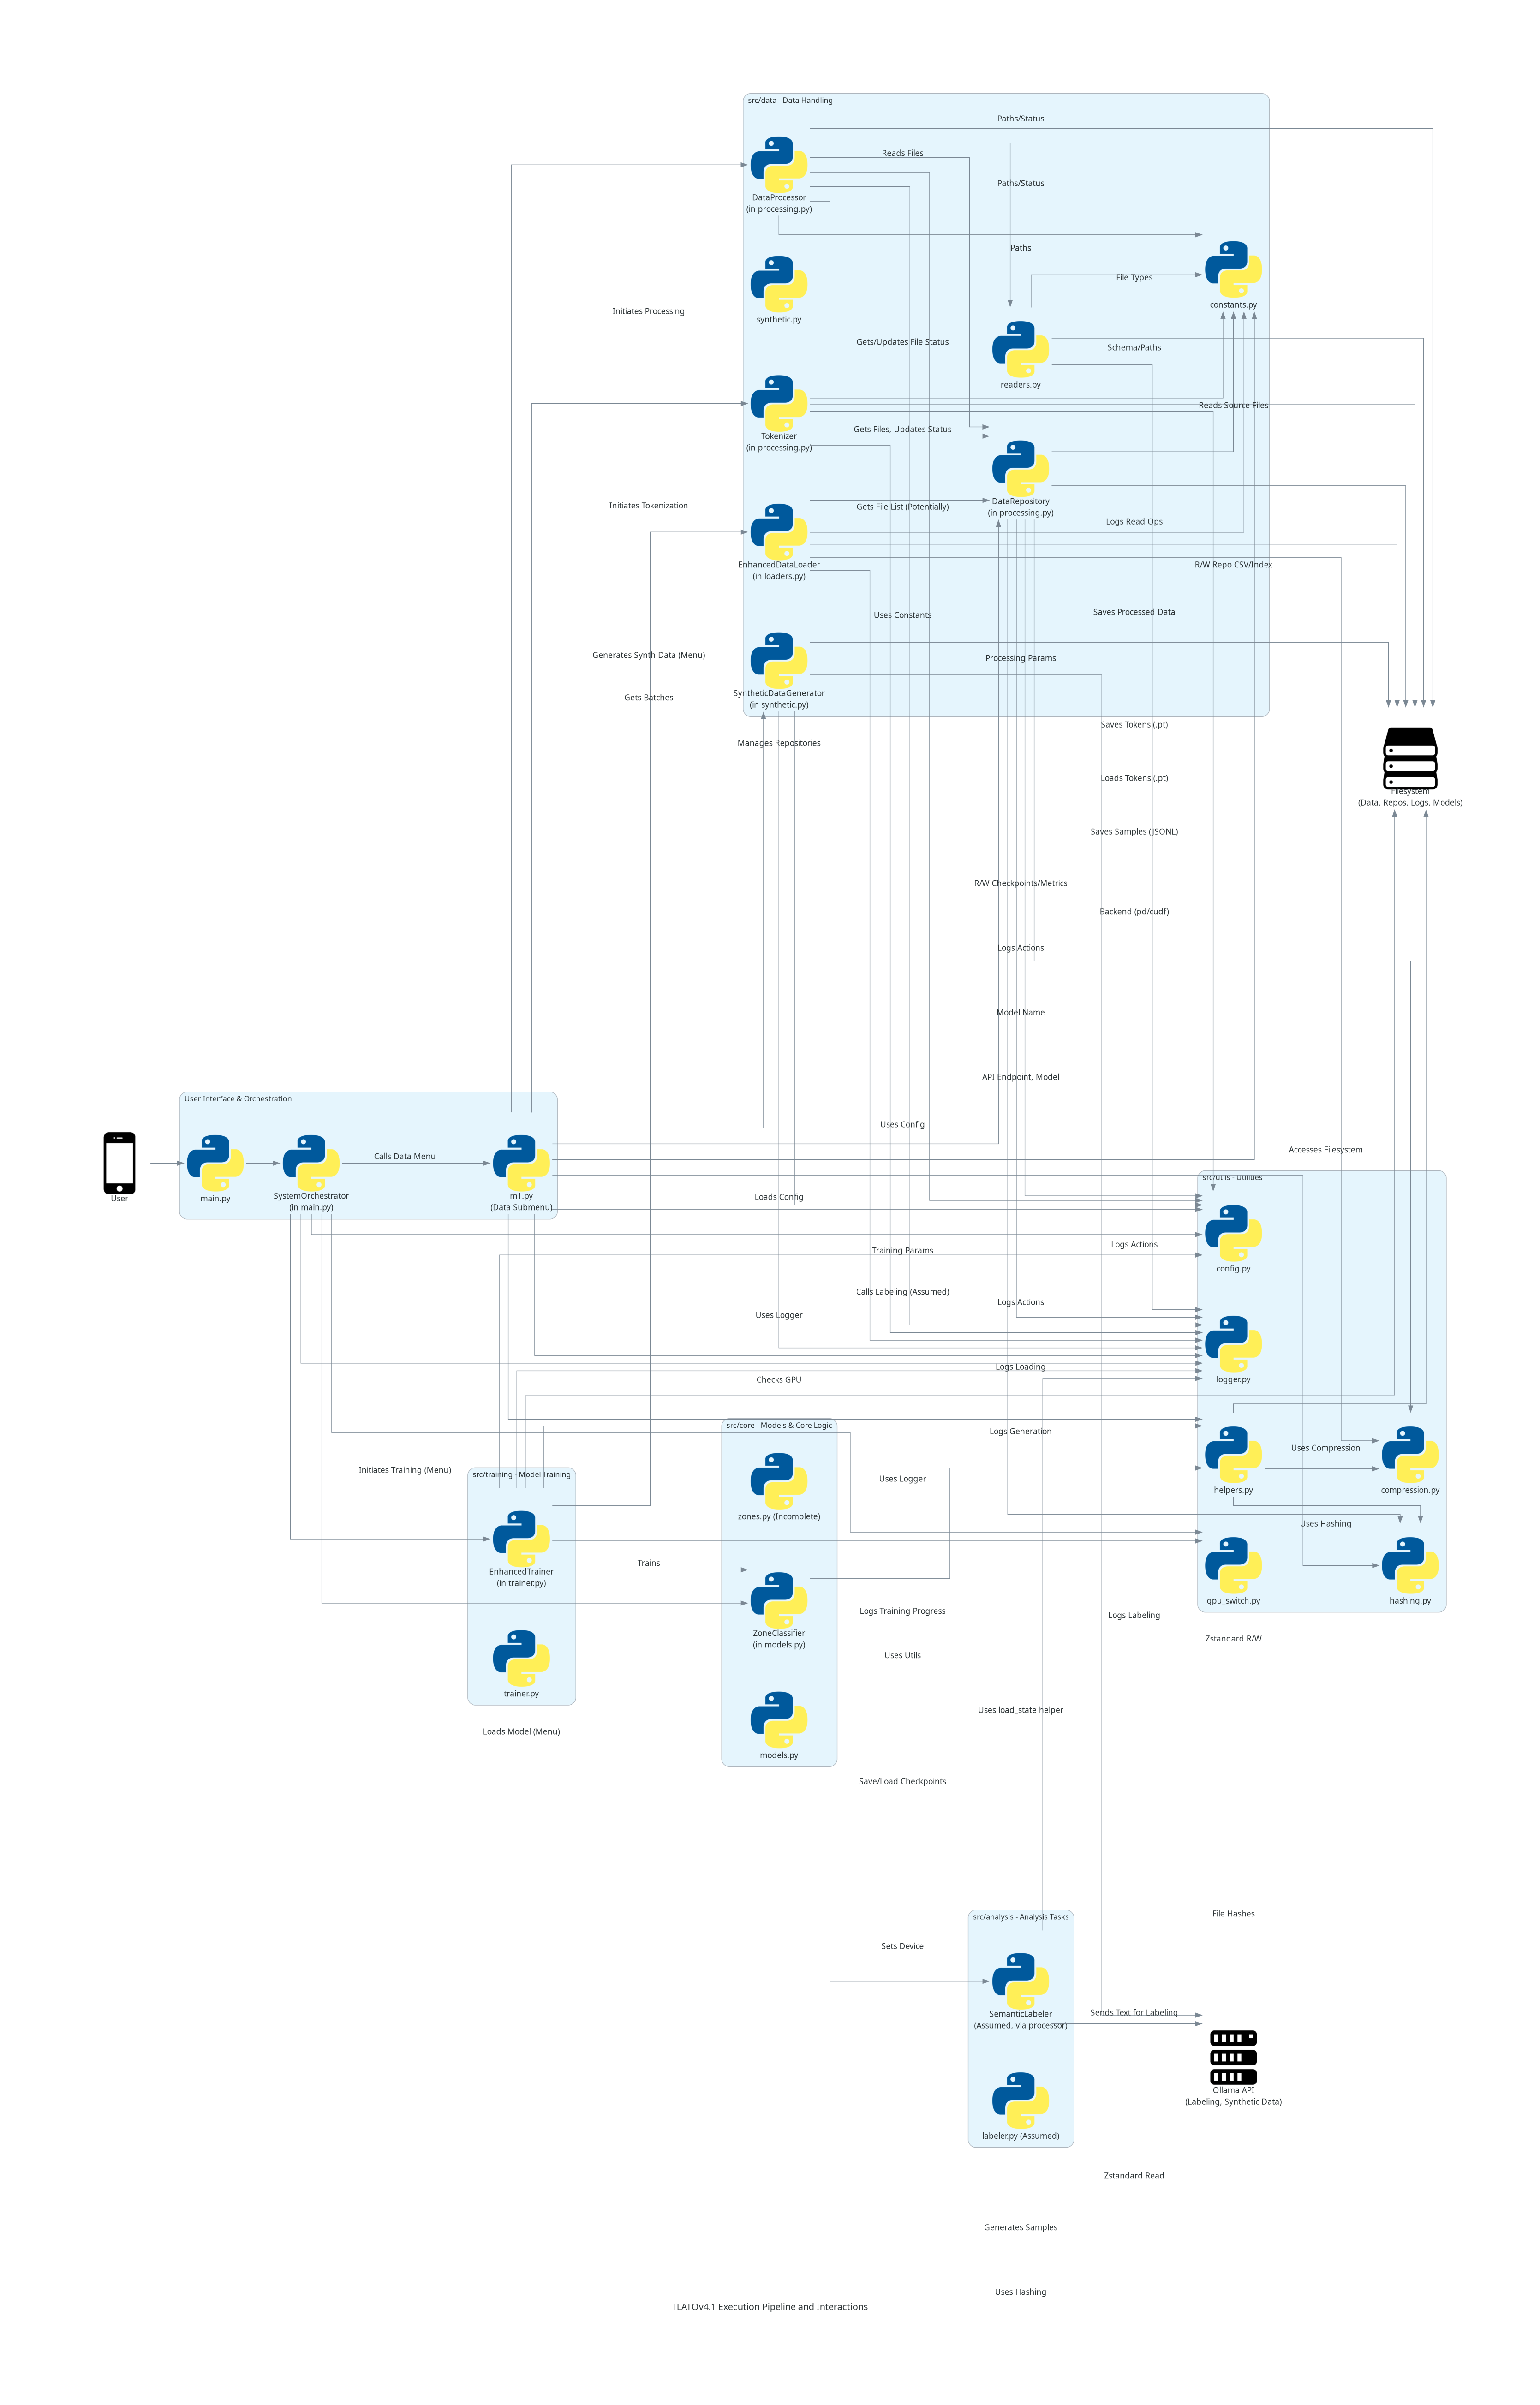 src/data - Data Handling
Paths/Status
Reads Files
Paths/Status
DataProcessor
(in processing.py)
Paths
File Types
constants.py
Initiates Processing
synthetic.py
Gets/Updates File Status
Schema/Paths
readers.py
Reads Source Files
Gets Files, Updates Status
Tokenizer
(in processing.py)
Initiates Tokenization
Gets File List (Potentially)
DataRepository
(in processing.py)
Logs Read Ops
EnhancedDataLoader
(in loaders.py)
R/W Repo CSV/Index
Uses Constants
Saves Processed Data
Generates Synth Data (Menu)
Processing Params
Gets Batches
SyntheticDataGenerator
(in synthetic.py)
Saves Tokens (.pt)
Manages Repositories
Loads Tokens (.pt)
Filesystem
(Data, Repos, Logs, Models)
Saves Samples (JSONL)
R/W Checkpoints/Metrics
Backend (pd/cudf)
Logs Actions
Model Name
API Endpoint, Model
User Interface & Orchestration
Uses Config
Accesses Filesystem
Calls Data Menu
src/utils - Utilities
User
main.py
SystemOrchestrator
(in main.py)
m1.py
(Data Submenu)
Loads Config
Training Params
Logs Actions
config.py
Calls Labeling (Assumed)
Logs Actions
Uses Logger
Logs Loading
Checks GPU
logger.py
src/core - Models & Core Logic
Logs Generation
Uses Compression
Initiates Training (Menu)
src/training - Model Training
Uses Logger
helpers.py
compression.py
zones.py (Incomplete)
Uses Hashing
Trains
EnhancedTrainer
(in trainer.py)
gpu_switch.py
hashing.py
Logs Training Progress
Logs Labeling
ZoneClassifier
(in models.py)
Zstandard R/W
Uses Utils
trainer.py
Uses load_state helper
Loads Model (Menu)
models.py
Save/Load Checkpoints
File Hashes
src/analysis - Analysis Tasks
Sets Device
SemanticLabeler
(Assumed, via processor)
Sends Text for Labeling
Ollama API
(Labeling, Synthetic Data)
labeler.py (Assumed)
Zstandard Read
Generates Samples
Uses Hashing
TLATOv4.1 Execution Pipeline and Interactions